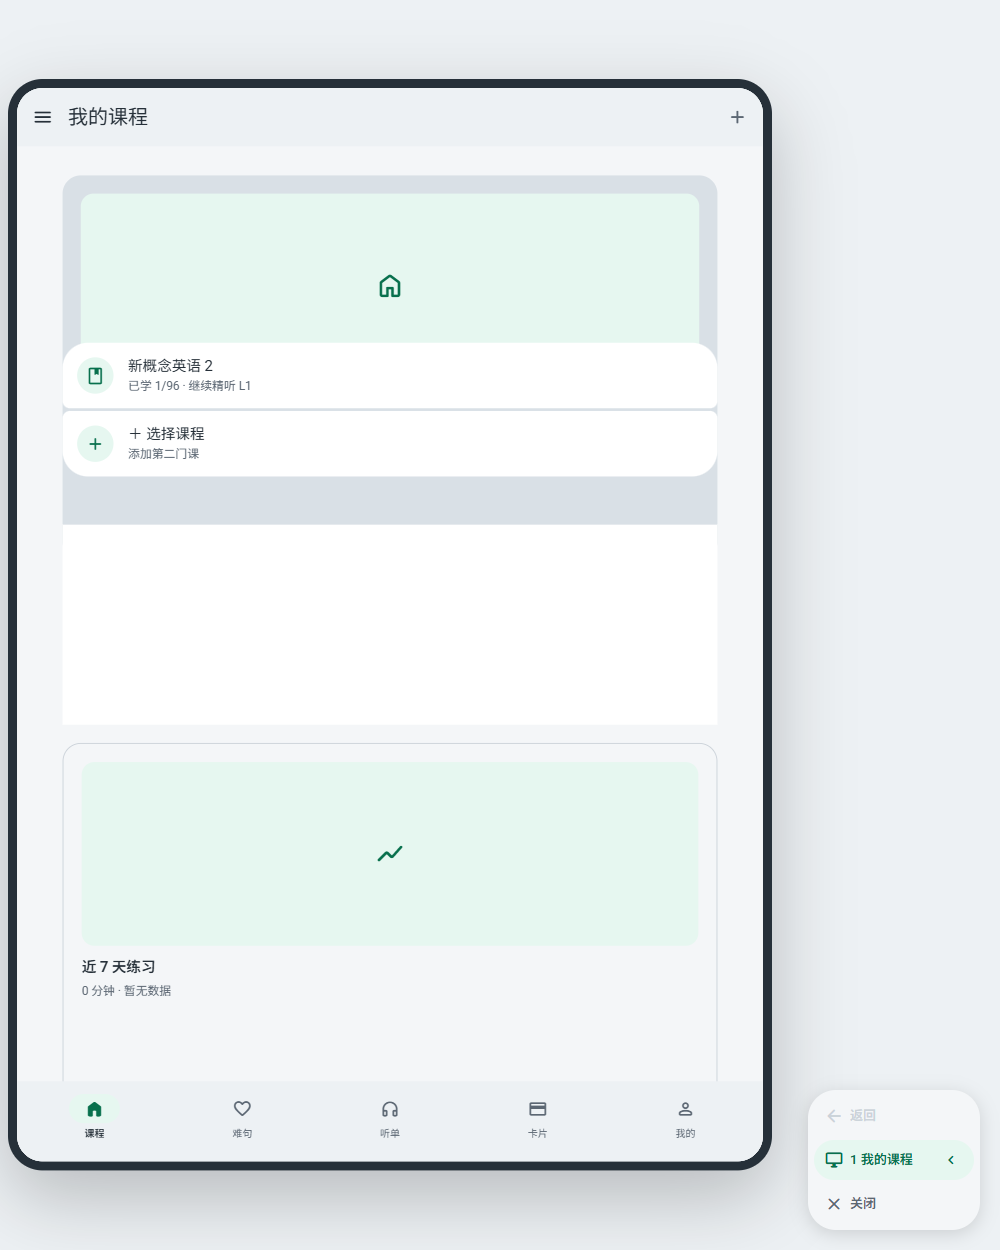 我的课程
新概念英语 2
已学 1/96 · 继续精听 L1
＋ 选择课程
添加第二门课
近 7 天练习
0 分钟 · 暂无数据
课程
难句
听单
卡片
我的
返回
1 我的课程
关闭